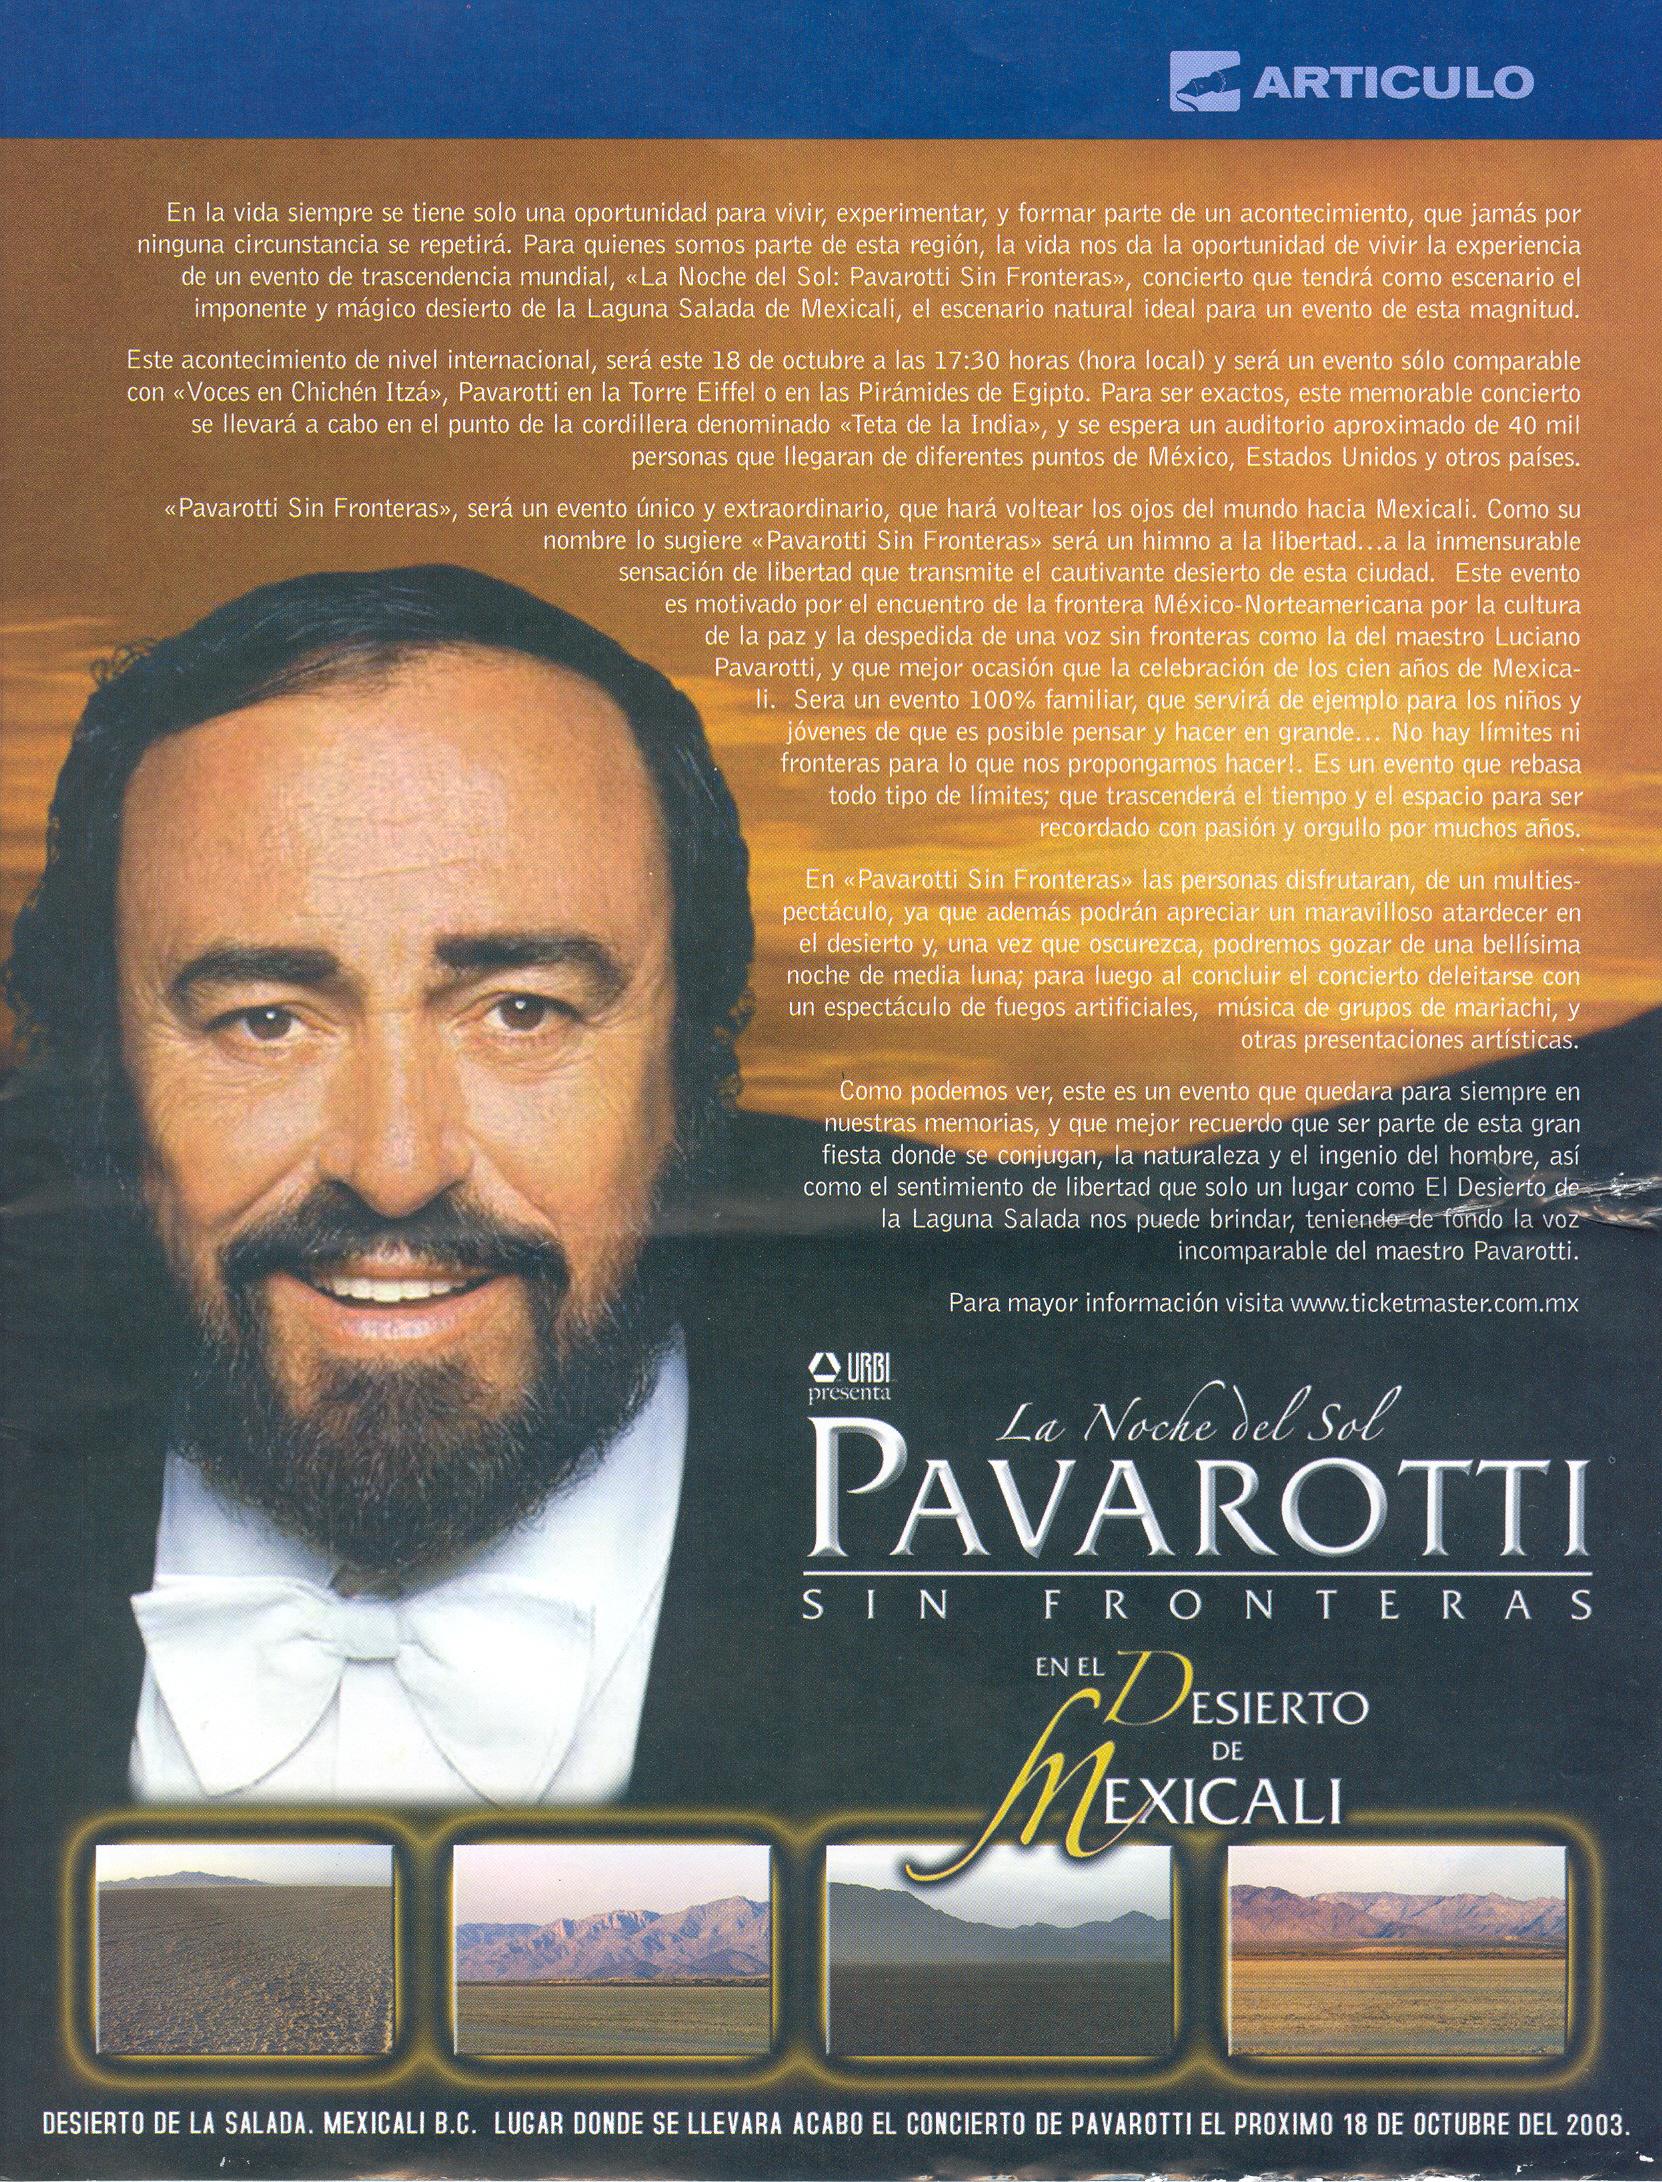 ARTICULO
En la vida siempre se tiene solo una oportunidad para vivir, experimentar, y formar parte de un acontecimiento, que jamás por
ninguna circunstancia se repetirá. Para quienes somos parte de esta región, la vida nos da la oportunidad de vivir la experiencia
de un evento de trascendencia mundial, «La Noche del Sol: Pavarotti Sin Fronteras», concierto que tendrá como escenario el
imponente y mágico desierto de la Laguna Salada de Mexicali, el escenario natural ideal para un evento de esta magnitud.
Este acontecimiento de nivel internacional, será este 18 de octubre a las 17:30 horas (hora local) y será un evento sólo comparable
con «Voces en Chichén Itzá», Pavarotti en la Torre Eiffel o en las Pirámides de Egipto. Para ser exactos, este memorable concierto
se llevará a cabo en el punto de la cordillera denominado «Teta de la India», y se espera un auditorio aproximado de 40 mil
personas que llegaran de diferentes puntos de México, Estados Unidos y otros países.
«Pavarotti Sin Fronteras», será un evento único y extraordinario, que hará voltear los ojos del mundo hacia Mexicali. Como su
nombre lo sugiere «Pavarotti Sin Fronteras» será un himno a la libertad...a la inmensurable
sensación de libertad que transmite el cautivante desierto de esta ciudad. Este evento
es motivado por el encuentro de la frontera México-Norteamericana por la cultura
de la paz y la despedida de una voz sin fronteras como la del maestro Luciano
Pavarotti, y que mejor ocasión que la celebración de los cien años de Mexica-
li. Sera un evento 100% familiar, que servirá de ejemplo para los niños y
jóvenes de que es posible pensar y hacer en grande... No hay límites ni
fronteras para lo que nos propongamos hacer!. Es un evento que rebasa
todo tipo de límites; que trascenderá el tiempo y el espacio para ser
recordado con pasión y orgullo por muchos años.
En «Pavarotti Sin Fronteras» las personas disfrutaran, de un multies-
pectáculo, ya que además podrán apreciar un maravilloso atardecer en
el desierto y, una vez que oscurezca, podremos gozar de una bellísima
noche de media luna; para luego al concluir el concierto deleitarse con
un espectáculo de fuegos artificiales, música de grupos de mariachi, y
otras presentaciones artísticas.
Como podemos ver, este es un evento que quedara para siempre en
nuestras memorias, y que mejor recuerdo que ser parte de esta gran
fiesta donde se conjugan, la naturaleza y el ingenio del hombre, así
como el sentimiento de libertad que solo un lugar como El Desierto de
la Laguna Salada nos puede brindar, teniendo de fondo la voz
incomparable del maestro Pavarotti.
Para mayor información visita www.ticketmaster.com.mx
URBI
presenta
La Noche del Sol
PAVAROTTI
SIN FRONTERAS
EN EL DESIERTO
DE
MEXICALI
DESIERTO DE LA SALADA. MEXICALI B.C. LUGAR DONDE SE LLEVARA ACABO EL CONCIERTO DE PAVAROTTI EL PROXIMO 18 DE OCTUBRE DEL 2003.